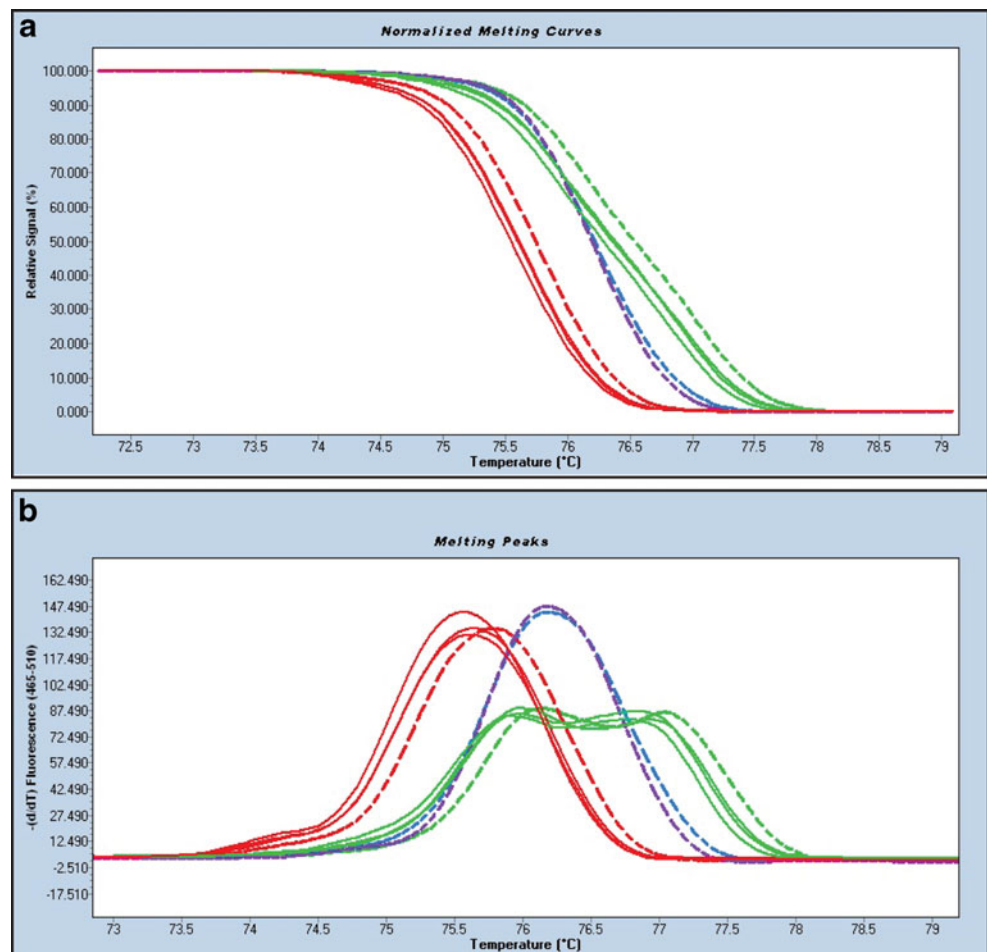 a
Normalized Melting Curves
Relative Signal (%)
100.000
90.000
80.000
70.000
60.000
50.000
40.000
30.000
20.000
10.000
0.000
72.5 73 73.5 74 74.5 75 75.5 76 76.5 77 77.5 78 78.5 79
Temperature (°C)
b
Melting Peaks
-(d/dT) Fluorescence (465-510)
162.490
147.490
132.490
117.490
102.490
87.490
72.490
57.490
42.490
27.490
12.490
-2.510
-17.510
73 73.5 74 74.5 75 75.5 76 76.5 77 77.5 78 78.5 79
Temperature (°C)